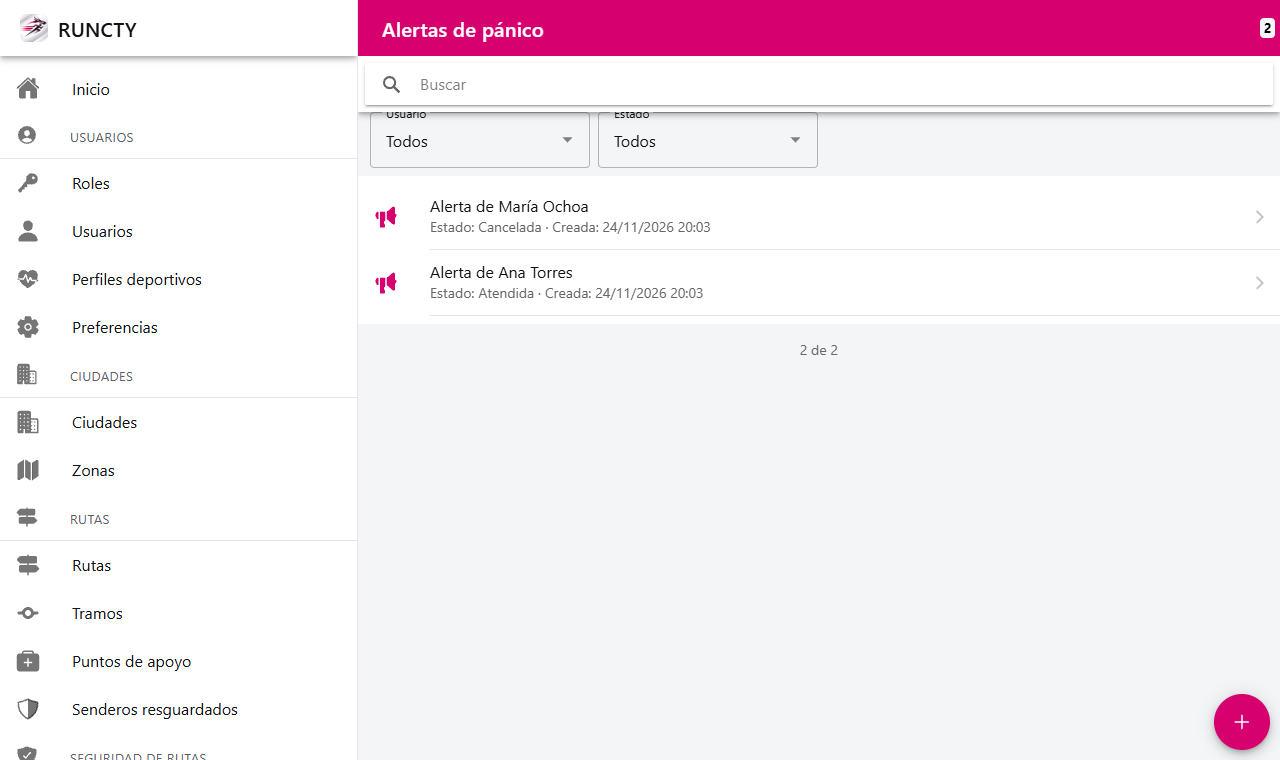 RUNCTY
Inicio
USUARIOS
Roles
Usuarios
Perfiles deportivos
Preferencias
CIUDADES
Ciudades
Zonas
RUTAS
Rutas
Tramos
Puntos de apoyo
Senderos resguardados
SEGURIDAD DE RUTAS
Alertas de pánico
2
Buscar
Usuario
Todos
Estado
Todos
Alerta de María Ochoa
Estado: Cancelada · Creada: 24/11/2026 20:03
Alerta de Ana Torres
Estado: Atendida · Creada: 24/11/2026 20:03
2 de 2